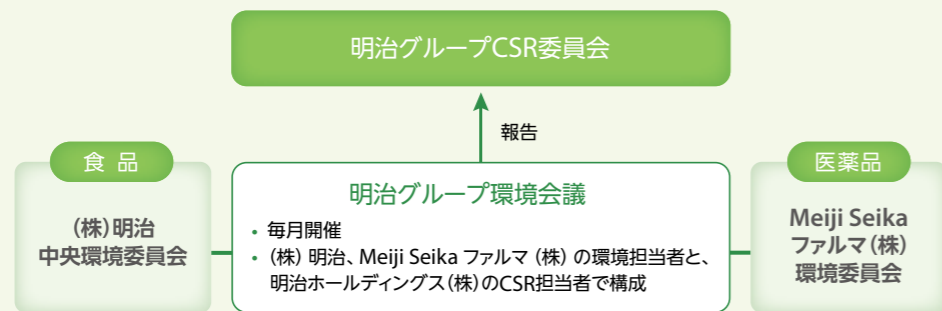 明治グループCSR委員会
報告
食 品
(株)明治
中央環境委員会
明治グループ環境会議
• 毎月開催
• (株)明治、Meiji Seika ファルマ(株)の環境担当者と、
明治ホールディングス(株)のCSR担当者で構成
医薬品
Meiji Seika
ファルマ(株)
環境委員会